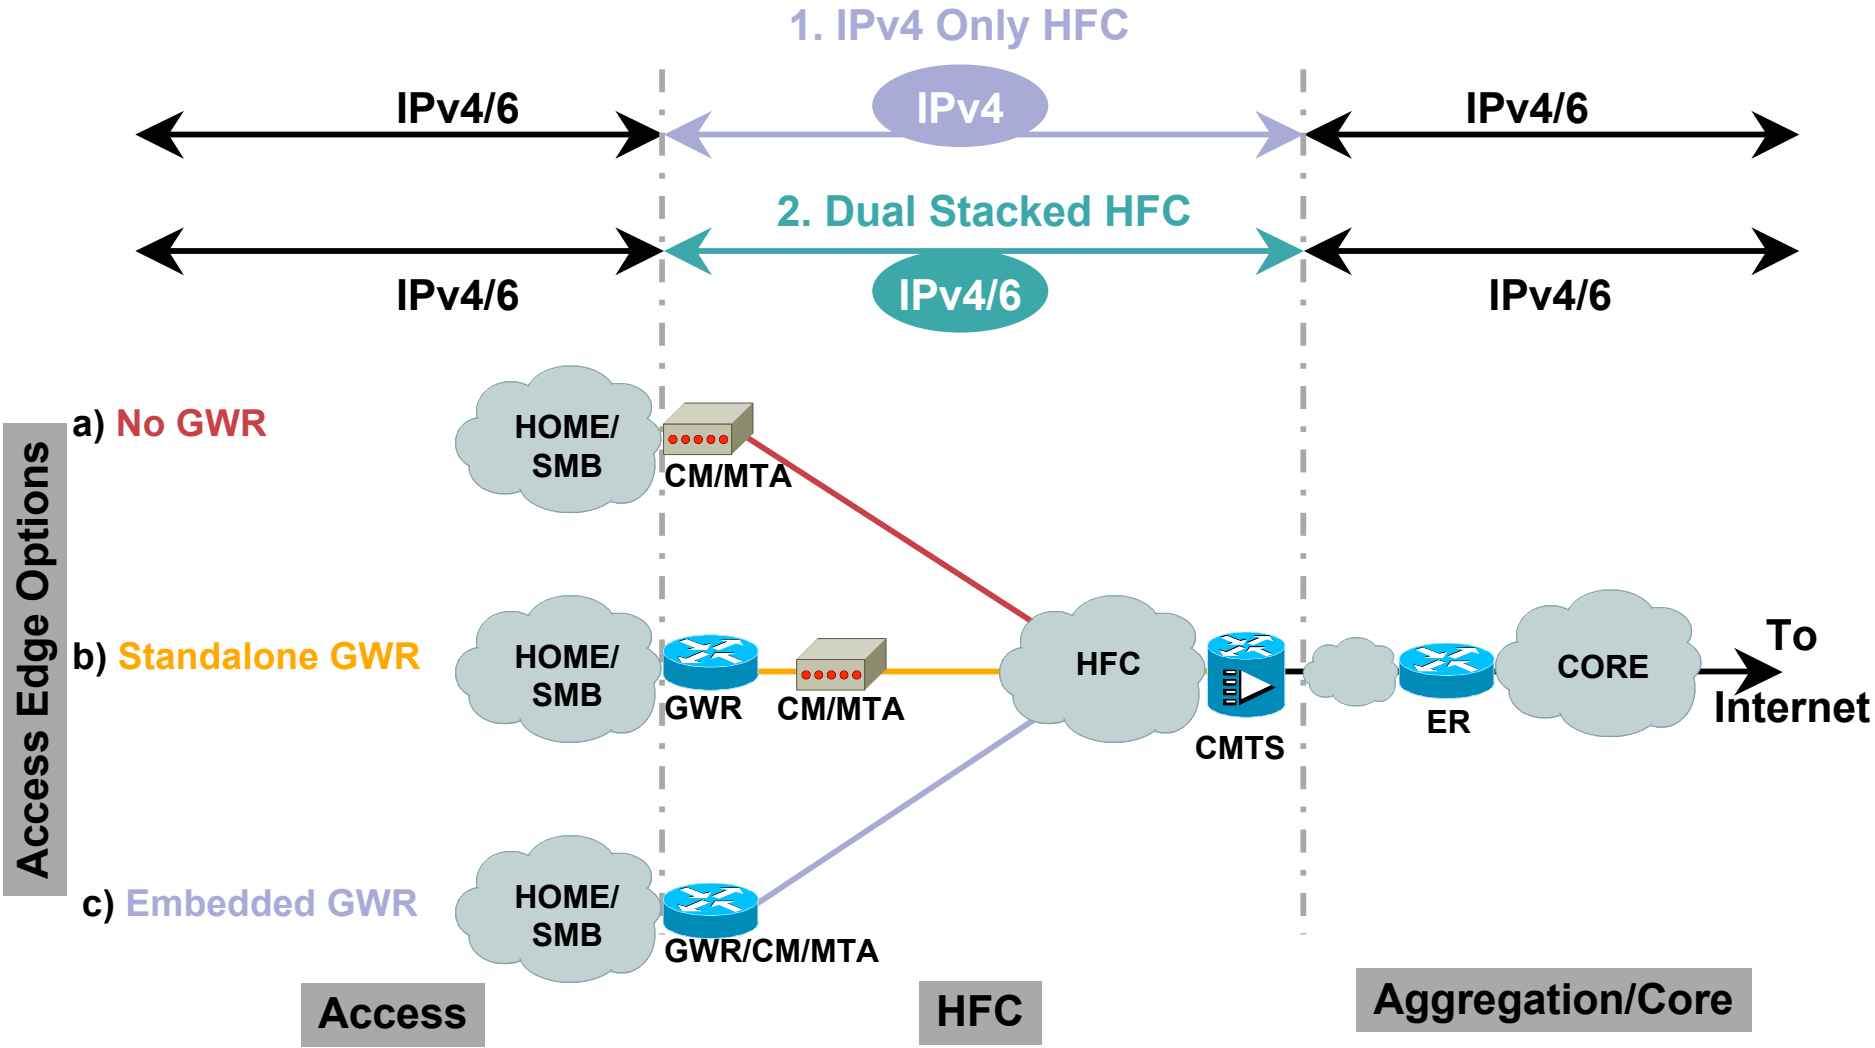 1. IPv4 Only HFC
IPv4/6
IPv4
IPv4/6
2. Dual Stacked HFC
IPv4/6
IPv4/6
IPv4/6
Access Edge Options
a) No GWR
HOME/
SMB
CM/MTA
b) Standalone GWR
HOME/
SMB
GWR
CM/MTA
HFC
CMTS
ER
CORE
To
Internet
c) Embedded GWR
HOME/
SMB
GWR/CM/MTA
Access
HFC
Aggregation/Core